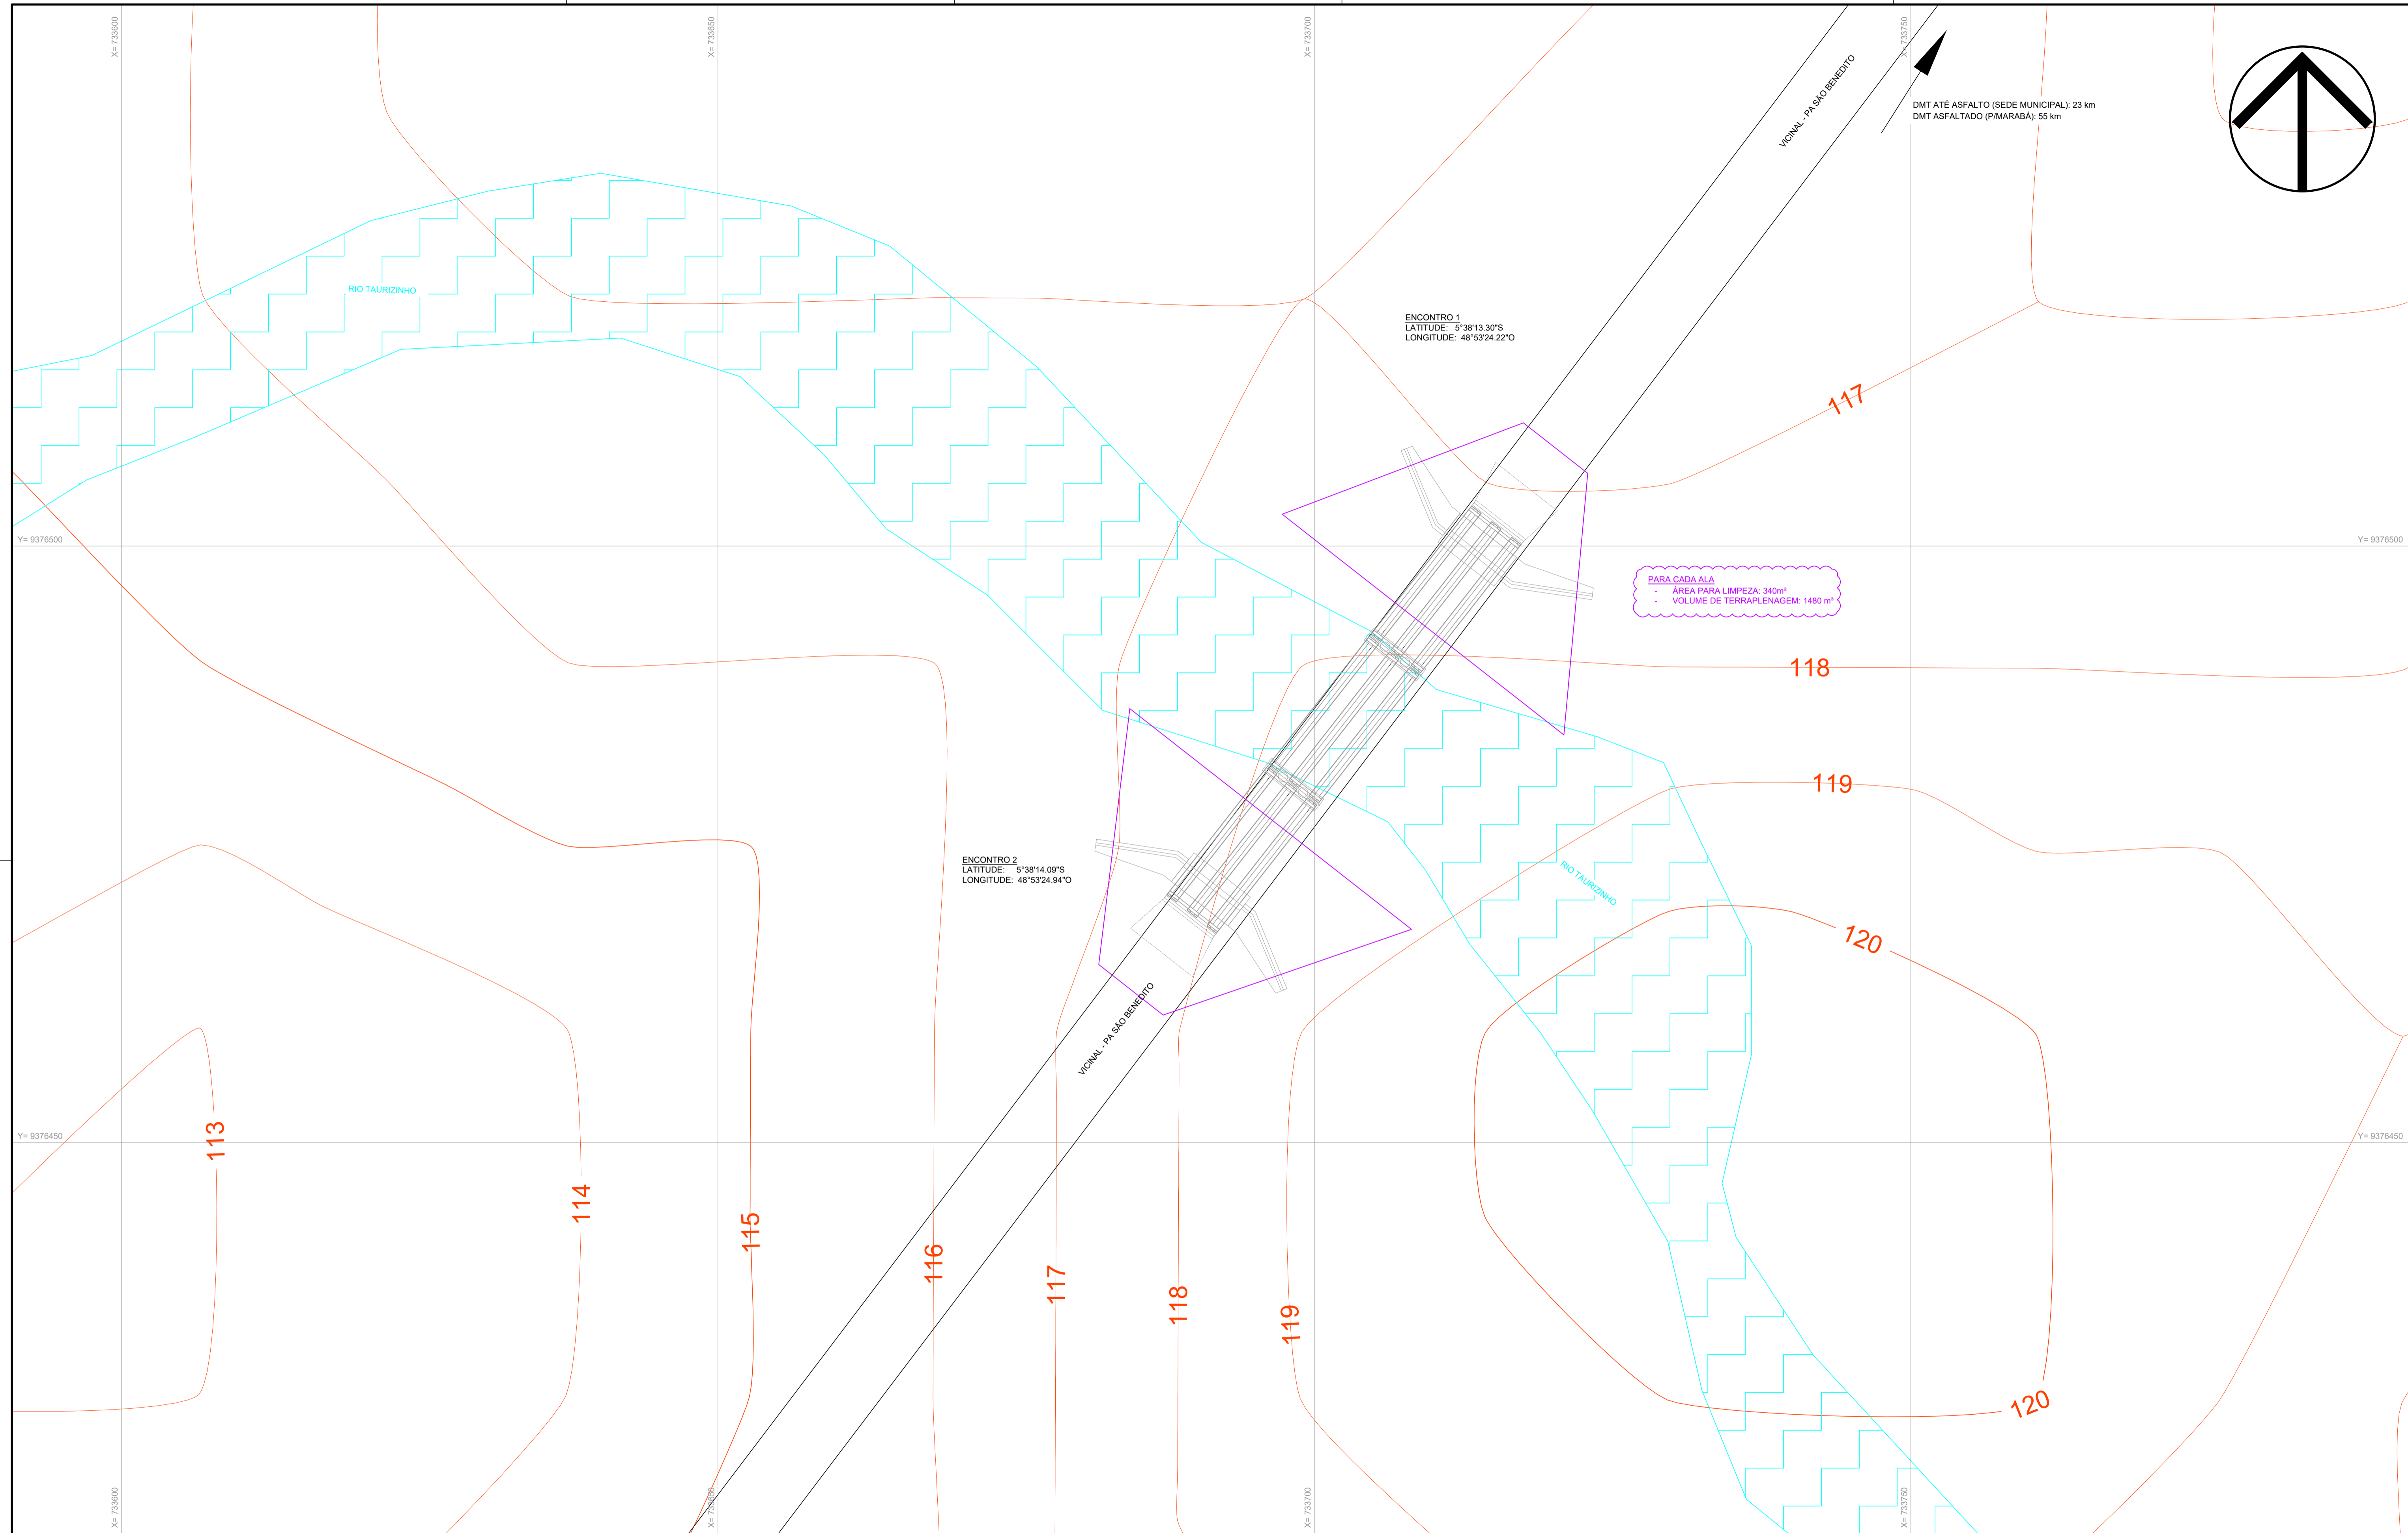 X= 733600
X= 733650
X= 733700
X= 733750
VICINAL - PA SÃO BENEDITO
DMT ATÉ ASFALTO (SEDE MUNICIPAL): 23 km
DMT ASFALTADO (P/MARABÁ): 55 km
RIO TAURIZINHO
ENCONTRO 1
LATITUDE: 5°38'13.30"S
LONGITUDE: 48°53'24.22"O
117
Y= 9376500
Y= 9376500
PARA CADA ALA
- ÁREA PARA LIMPEZA: 340m²
- VOLUME DE TERRAPLENAGEM: 1480 m³
118
119
ENCONTRO 2
LATITUDE: 5°38'14.09"S
LONGITUDE: 48°53'24.94"O
RIO TAURIZINHO
120
VICINAL - PA SÃO BENEDITO
Y= 9376450
Y= 9376450
113
114
115
116
117
118
119
120
X= 733600
X= 733650
X= 733700
X= 733750